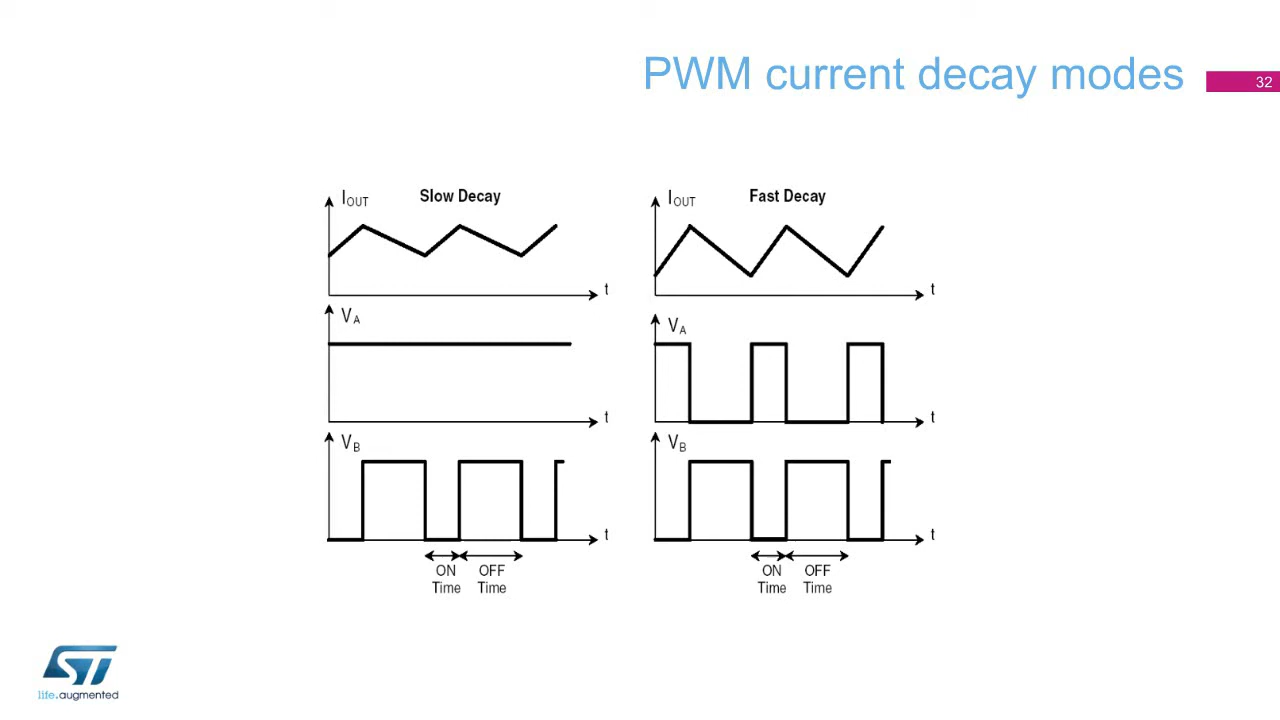 PWM current decay modes
32
IOUT
Slow Decay
t
VA
t
VB
t
ON Time
OFF Time
IOUT
Fast Decay
t
VA
t
VB
t
ON Time
OFF Time
ST
life.augmented